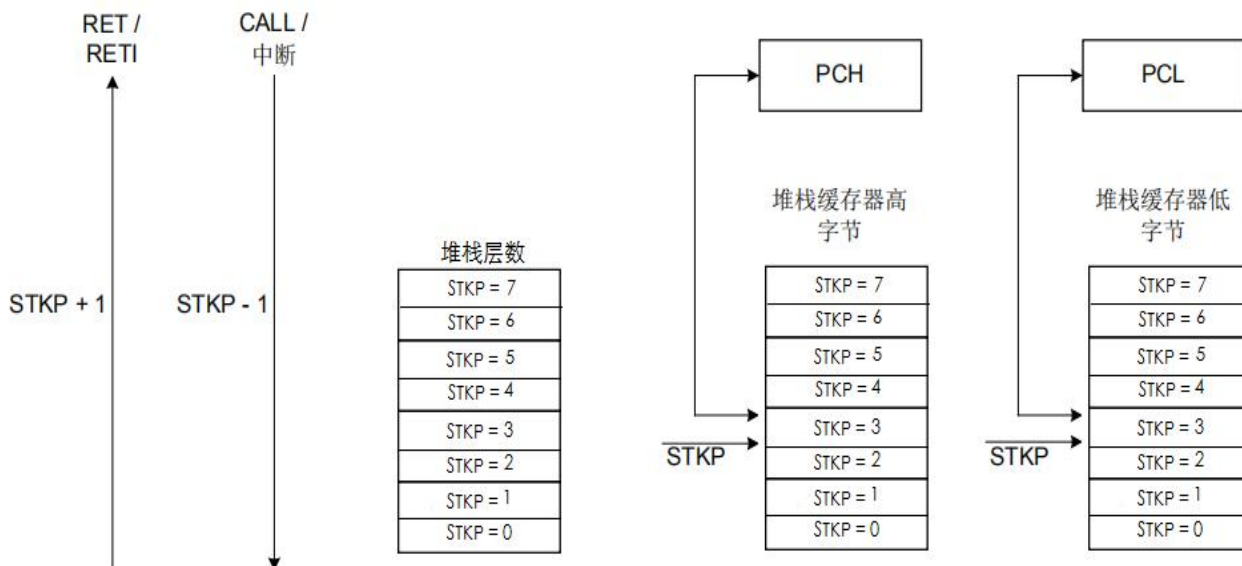 RET /
RETI
CALL /
中断
PCH
PCL
堆栈缓存器高
字节
堆栈缓存器低
字节
堆栈层数
STKP + 1
STKP - 1
STKP = 7
STKP = 6
STKP = 5
STKP = 4
STKP = 3
STKP = 2
STKP = 1
STKP = 0
STKP
STKP = 7
STKP = 6
STKP = 5
STKP = 4
STKP = 3
STKP = 2
STKP = 1
STKP = 0
STKP
STKP = 7
STKP = 6
STKP = 5
STKP = 4
STKP = 3
STKP = 2
STKP = 1
STKP = 0